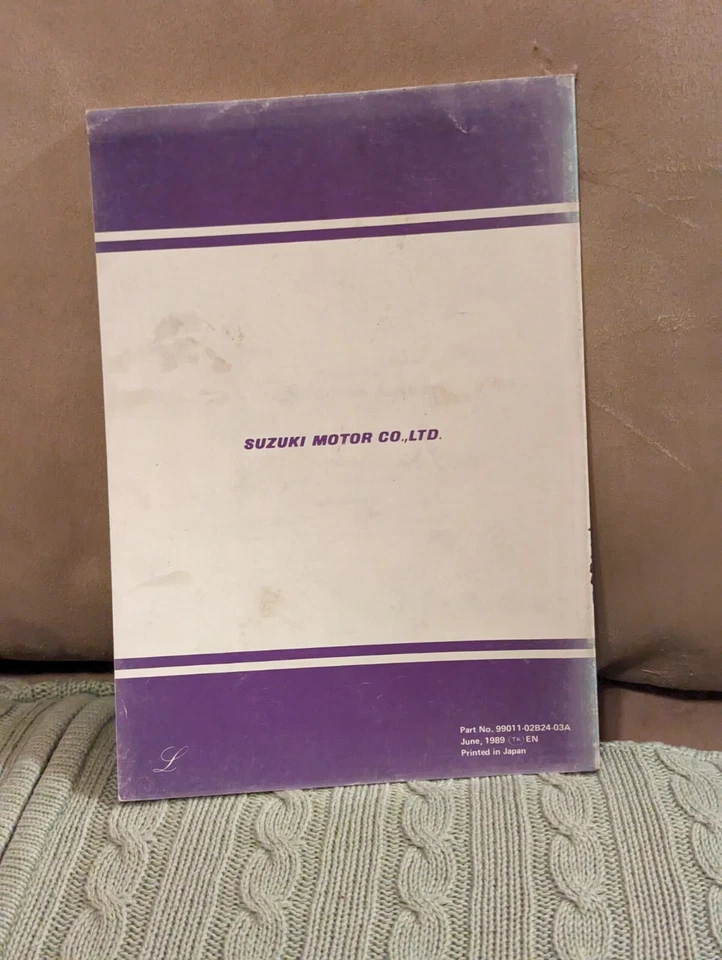 SUZUKI MOTOR CO.,LTD.
Part No. 99011-02B24-03A
June, 1989 (TK) EN
Printed in Japan
L